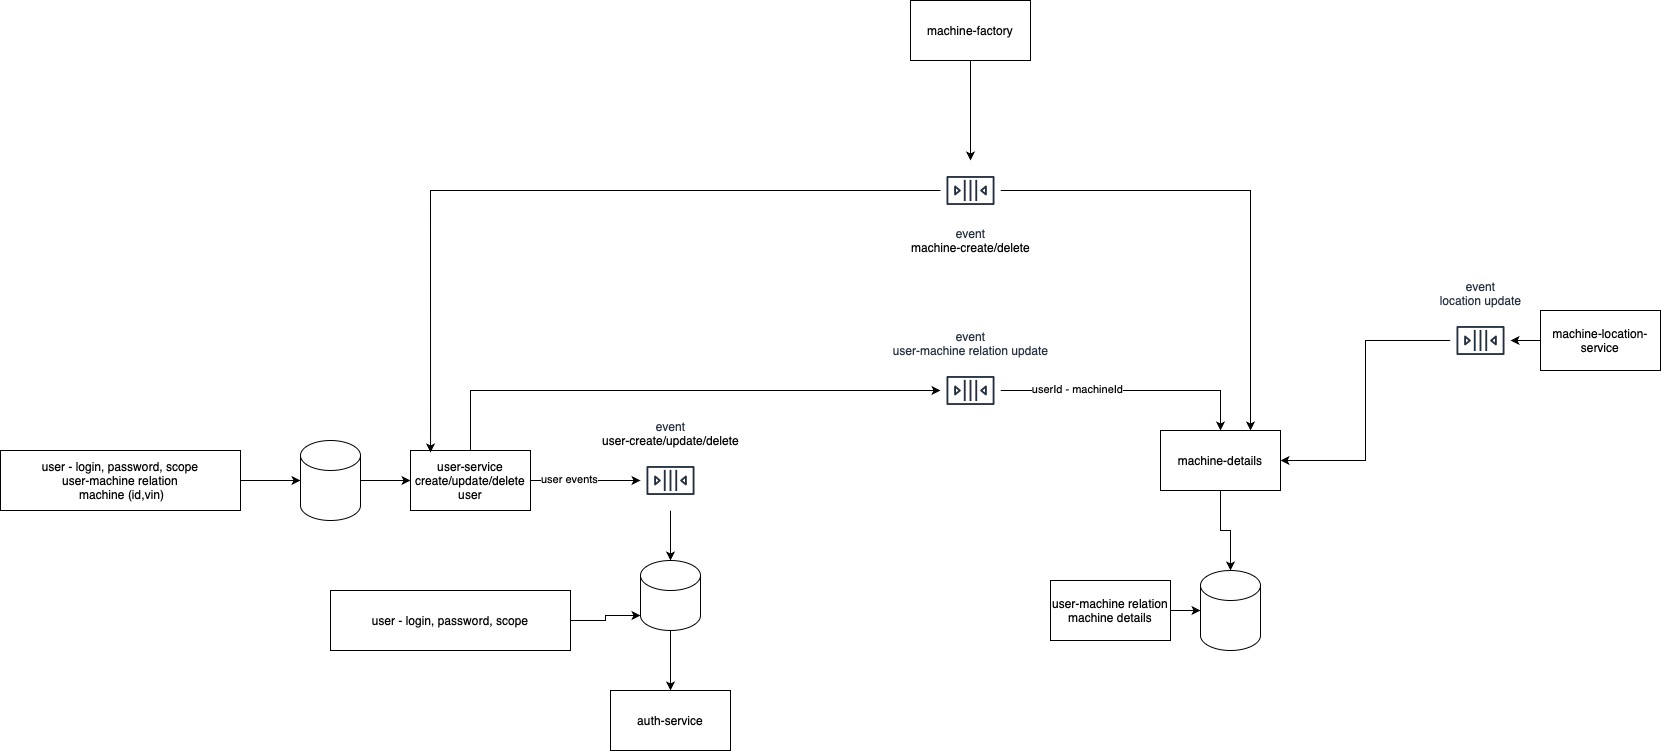 machine-factory
event
machine-create/delete
event
location update
machine-location-
service
event
user-machine relation update
userId - machineId
event
user-create/update/delete
user - login, password, scope
user-machine relation
machine (id,vin)
user-service
create/update/delete
user
user events
machine-details
user - login, password, scope
user-machine relation
machine details
auth-service